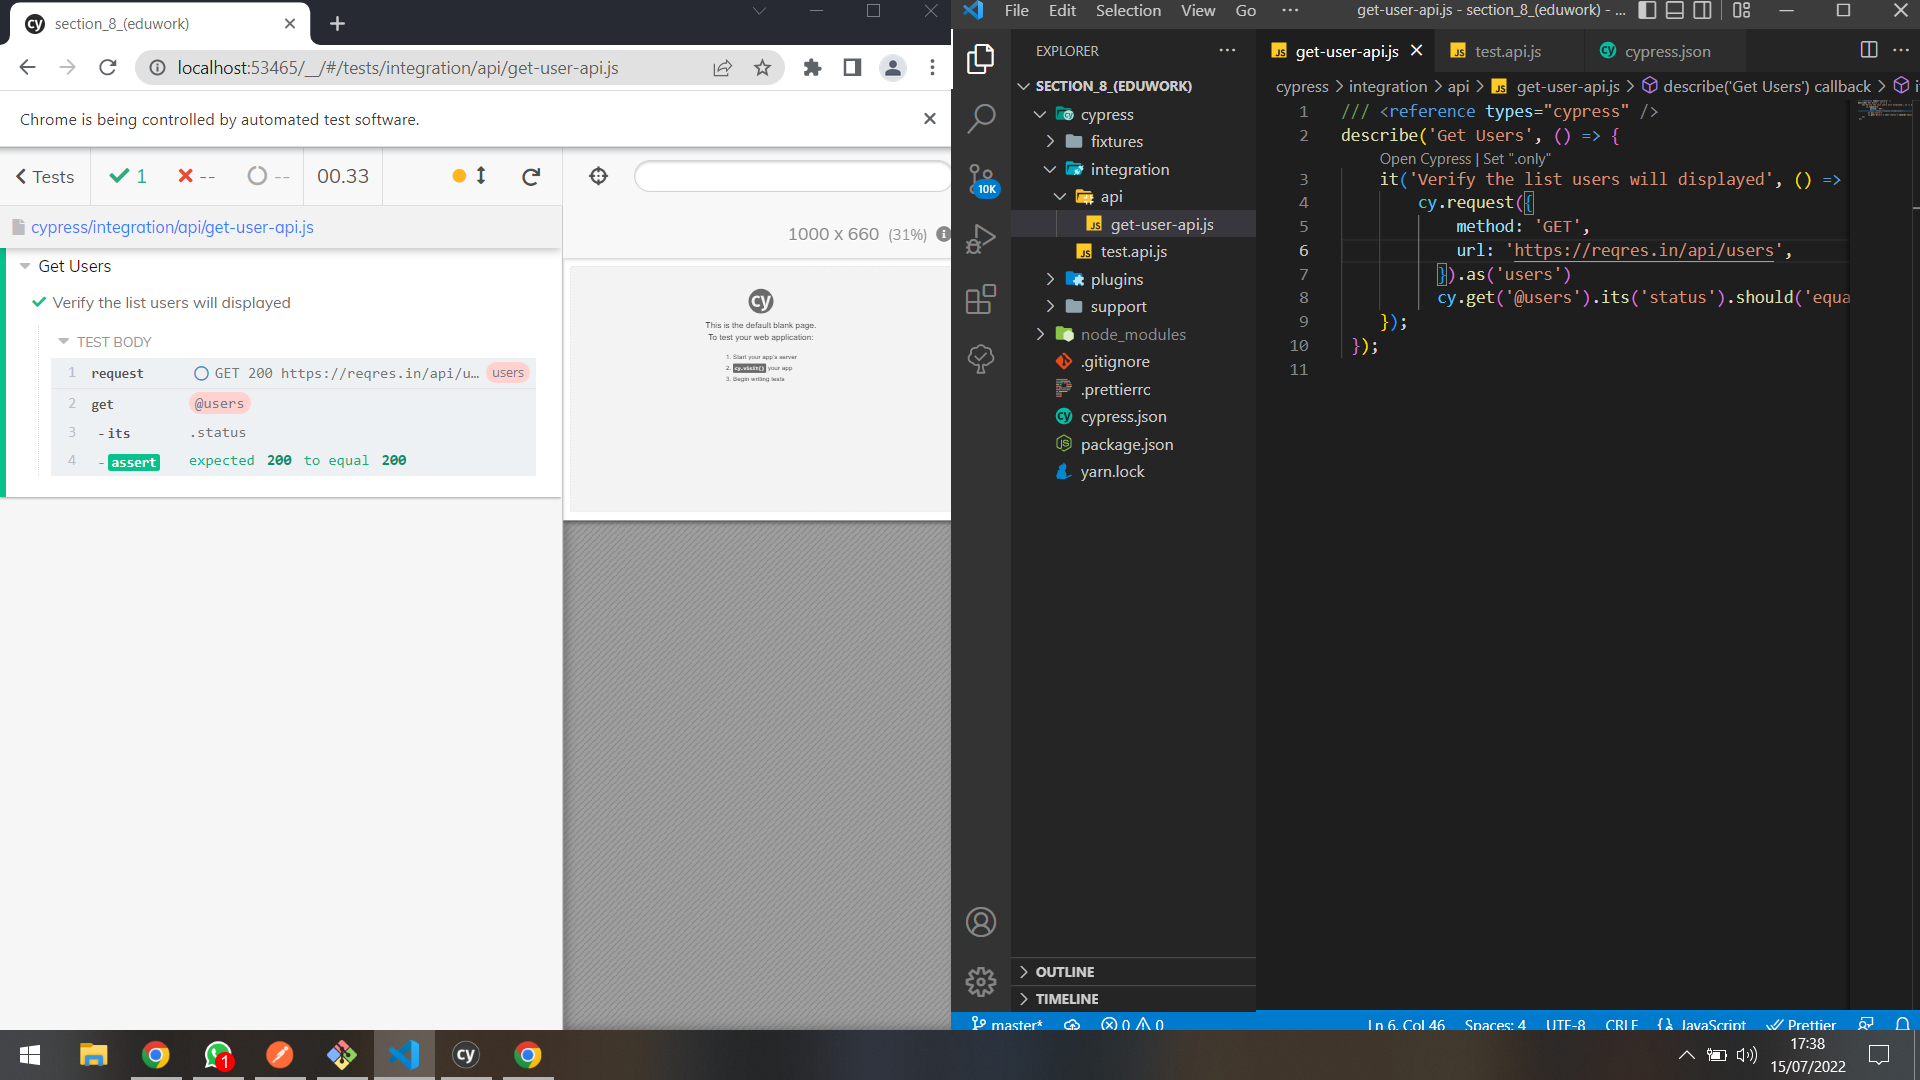 cy section_8_(eduwork)
localhost:53465/__/#/tests/integration/api/get-user-api.js
Chrome is being controlled by automated test software.
Tests 1 -- -- 00.33
cypress/integration/api/get-user-api.js
1000 x 660 (31%)
Get Users
Verify the list users will displayed
TEST BODY
1 request GET 200 https://reqres.in/api/u... users
2 get @users
3 -its .status
4 -assert expected 200 to equal 200
cy
This is the default blank page.
To test your web application:
1. Start your app's server
2. cy.visit() your app
3. Begin writing tests
File Edit Selection View Go ··· get-user-api.js - section_8_(eduwork) - ...
EXPLORER ···
SECTION_8_(EDUWORK)
cypress
fixtures
integration
api
JS get-user-api.js
JS test.api.js
plugins
support
node_modules
.gitignore
.prettierrc
cypress.json
package.json
yarn.lock
OUTLINE
TIMELINE
10K
JS get-user-api.js JS test.api.js cy cypress.json ···
cypress > integration > api > JS get-user-api.js > describe('Get Users') callback > i
1 /// <reference types="cypress" />
2 describe('Get Users', () => {
Open Cypress | Set ".only"
3 it('Verify the list users will displayed', () =>
4 cy.request({
5 method: 'GET',
6 url: 'https://reqres.in/api/users',
7 }).as('users')
8 cy.get('@users').its('status').should('equa
9 });
10 });
11
master* 0 0 Ln 6, Col 46 Spaces: 4 UTF-8 CRLF {} JavaScript Prettier
1 cy
17:38
15/07/2022